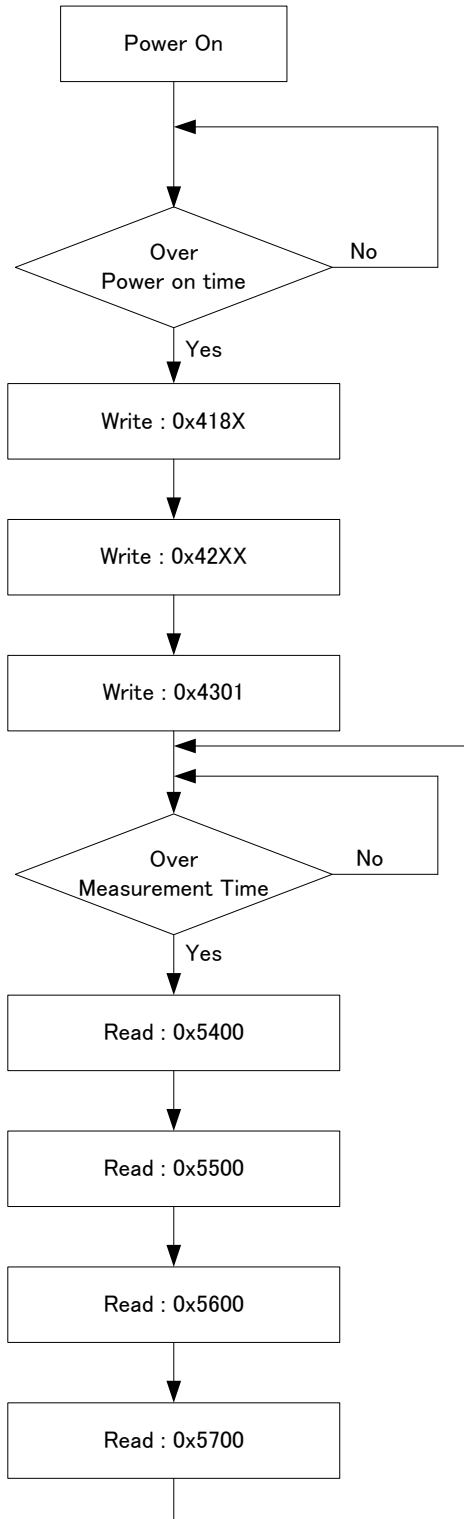 Power On
Over
Power on time
No
Yes
Write : 0x418X
Write : 0x42XX
Write : 0x4301
Over
Measurement Time
No
Yes
Read : 0x5400
Read : 0x5500
Read : 0x5600
Read : 0x5700